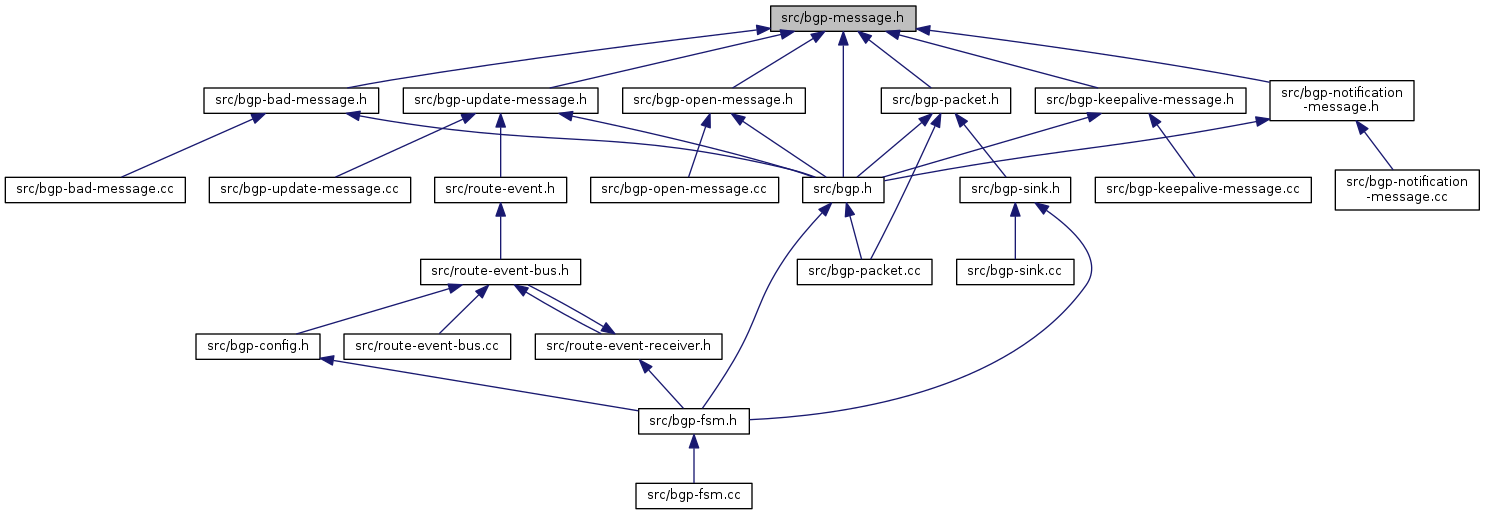 src/bgp-message.h
src/bgp-bad-message.h
src/bgp-update-message.h
src/bgp-open-message.h
src/bgp-packet.h
src/bgp-keepalive-message.h
src/bgp-notification
-message.h
src/bgp-bad-message.cc
src/bgp-update-message.cc
src/route-event.h
src/bgp-open-message.cc
src/bgp.h
src/bgp-sink.h
src/bgp-keepalive-message.cc
src/bgp-notification
-message.cc
src/route-event-bus.h
src/bgp-packet.cc
src/bgp-sink.cc
src/bgp-config.h
src/route-event-bus.cc
src/route-event-receiver.h
src/bgp-fsm.h
src/bgp-fsm.cc